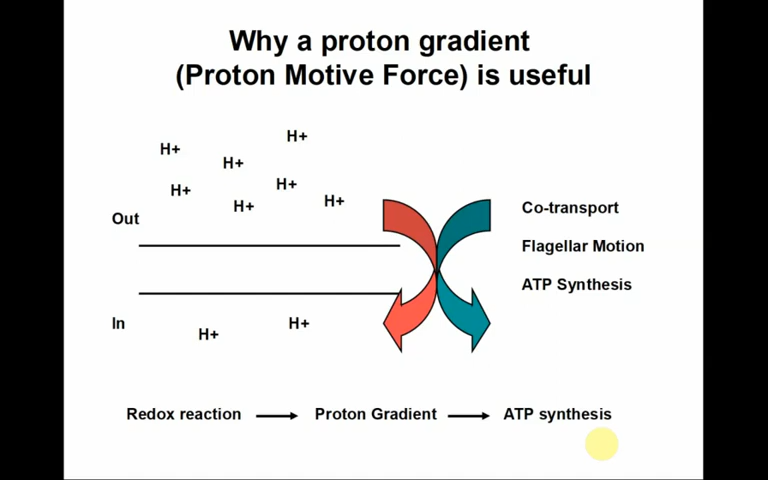 Why a proton gradient
(Proton Motive Force) is useful
H+
H+
H+
H+
H+
H+
H+
Out
Co-transport
Flagellar Motion
ATP Synthesis
In
H+
H+
Redox reaction
Proton Gradient
ATP synthesis